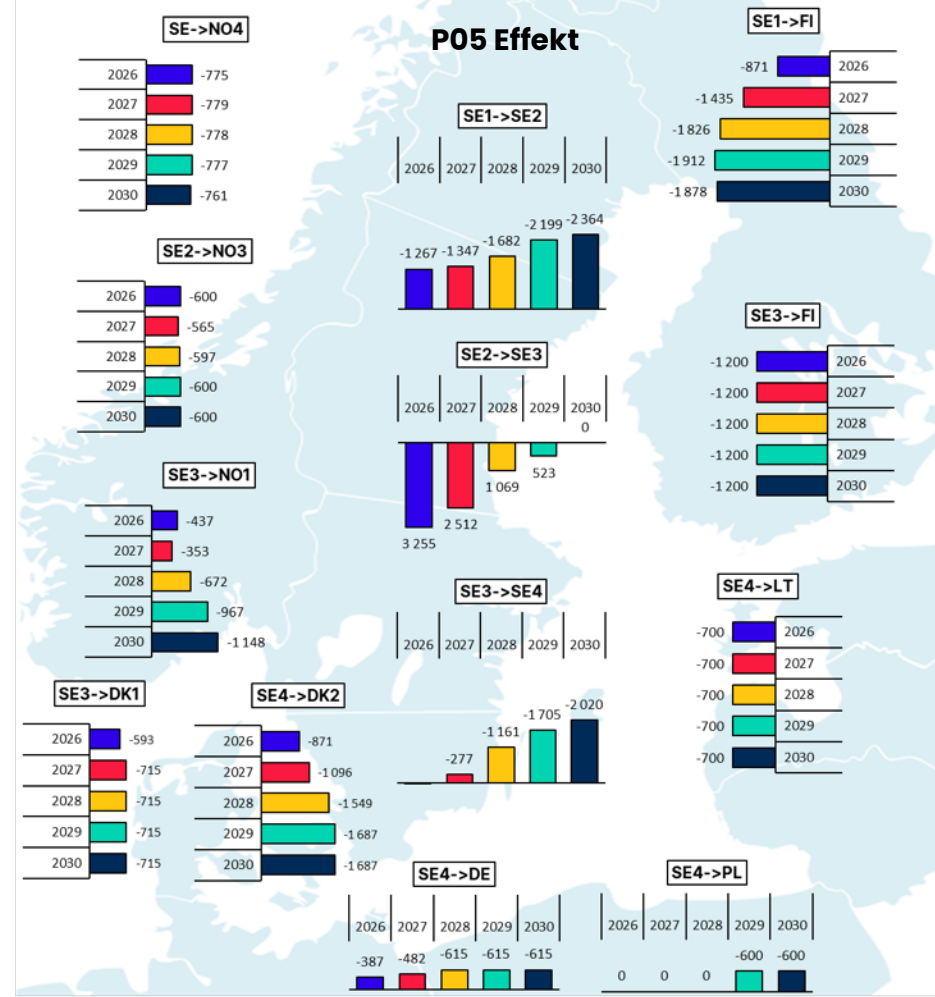 P05 Effekt
SE->NO4
2026 -775
2027 -779
2028 -778
2029 -777
2030 -761
SE1->FI
-871 2026
-1 435 2027
-1 826 2028
-1 912 2029
-1 878 2030
SE1->SE2
2026 2027 2028 2029 2030
-1 267 -1 347 -1 682 -2 199 -2 364
SE2->NO3
2026 -600
2027 -565
2028 -597
2029 -600
2030 -600
SE2->SE3
2026 2027 2028 2029 2030
3 255 2 512 1 069 523 0
SE3->FI
-1 200 2026
-1 200 2027
-1 200 2028
-1 200 2029
-1 200 2030
SE3->NO1
2026 -437
2027 -353
2028 -672
2029 -967
2030 -1 148
SE3->SE4
2026 2027 2028 2029 2030
-277 -1 161 -1 705 -2 020
SE4->LT
-700 2026
-700 2027
-700 2028
-700 2029
-700 2030
SE3->DK1
2026 -593
2027 -715
2028 -715
2029 -715
2030 -715
SE4->DK2
2026 -871
2027 -1 096
2028 -1 549
2029 -1 687
2030 -1 687
SE4->DE
2026 2027 2028 2029 2030
-387 -482 -615 -615 -615
SE4->PL
2026 2027 2028 2029 2030
0 0 0 -600 -600